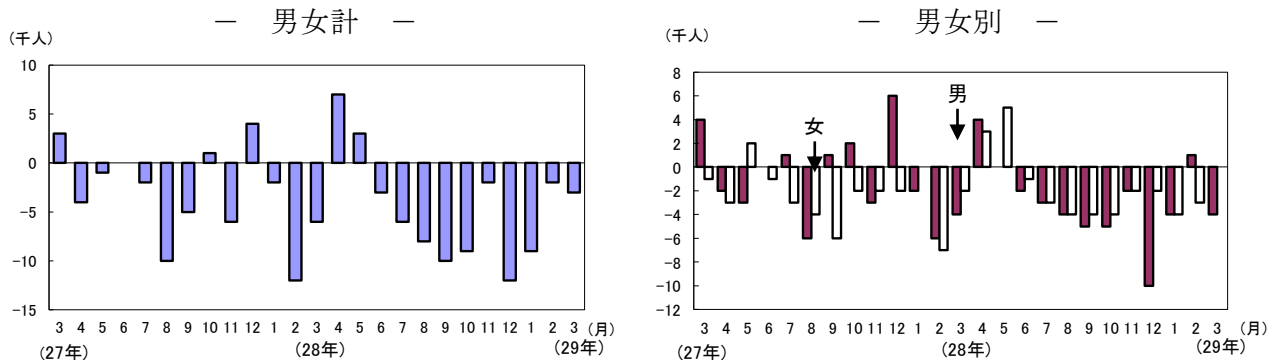 －　男女計　－
(千人)
10
5
0
−5
−10
−15
3 4 5 6 7 8 9 10 11 12 1 2 3 4 5 6 7 8 9 10 11 12 1 2 3 (月)
(27年) (28年) (29年)
－　男女別　－
(千人)
8
6
4
2
0
−2
−4
−6
−8
−10
−12
女
男
3 4 5 6 7 8 9 10 11 12 1 2 3 4 5 6 7 8 9 10 11 12 1 2 3 (月)
(27年) (28年) (29年)